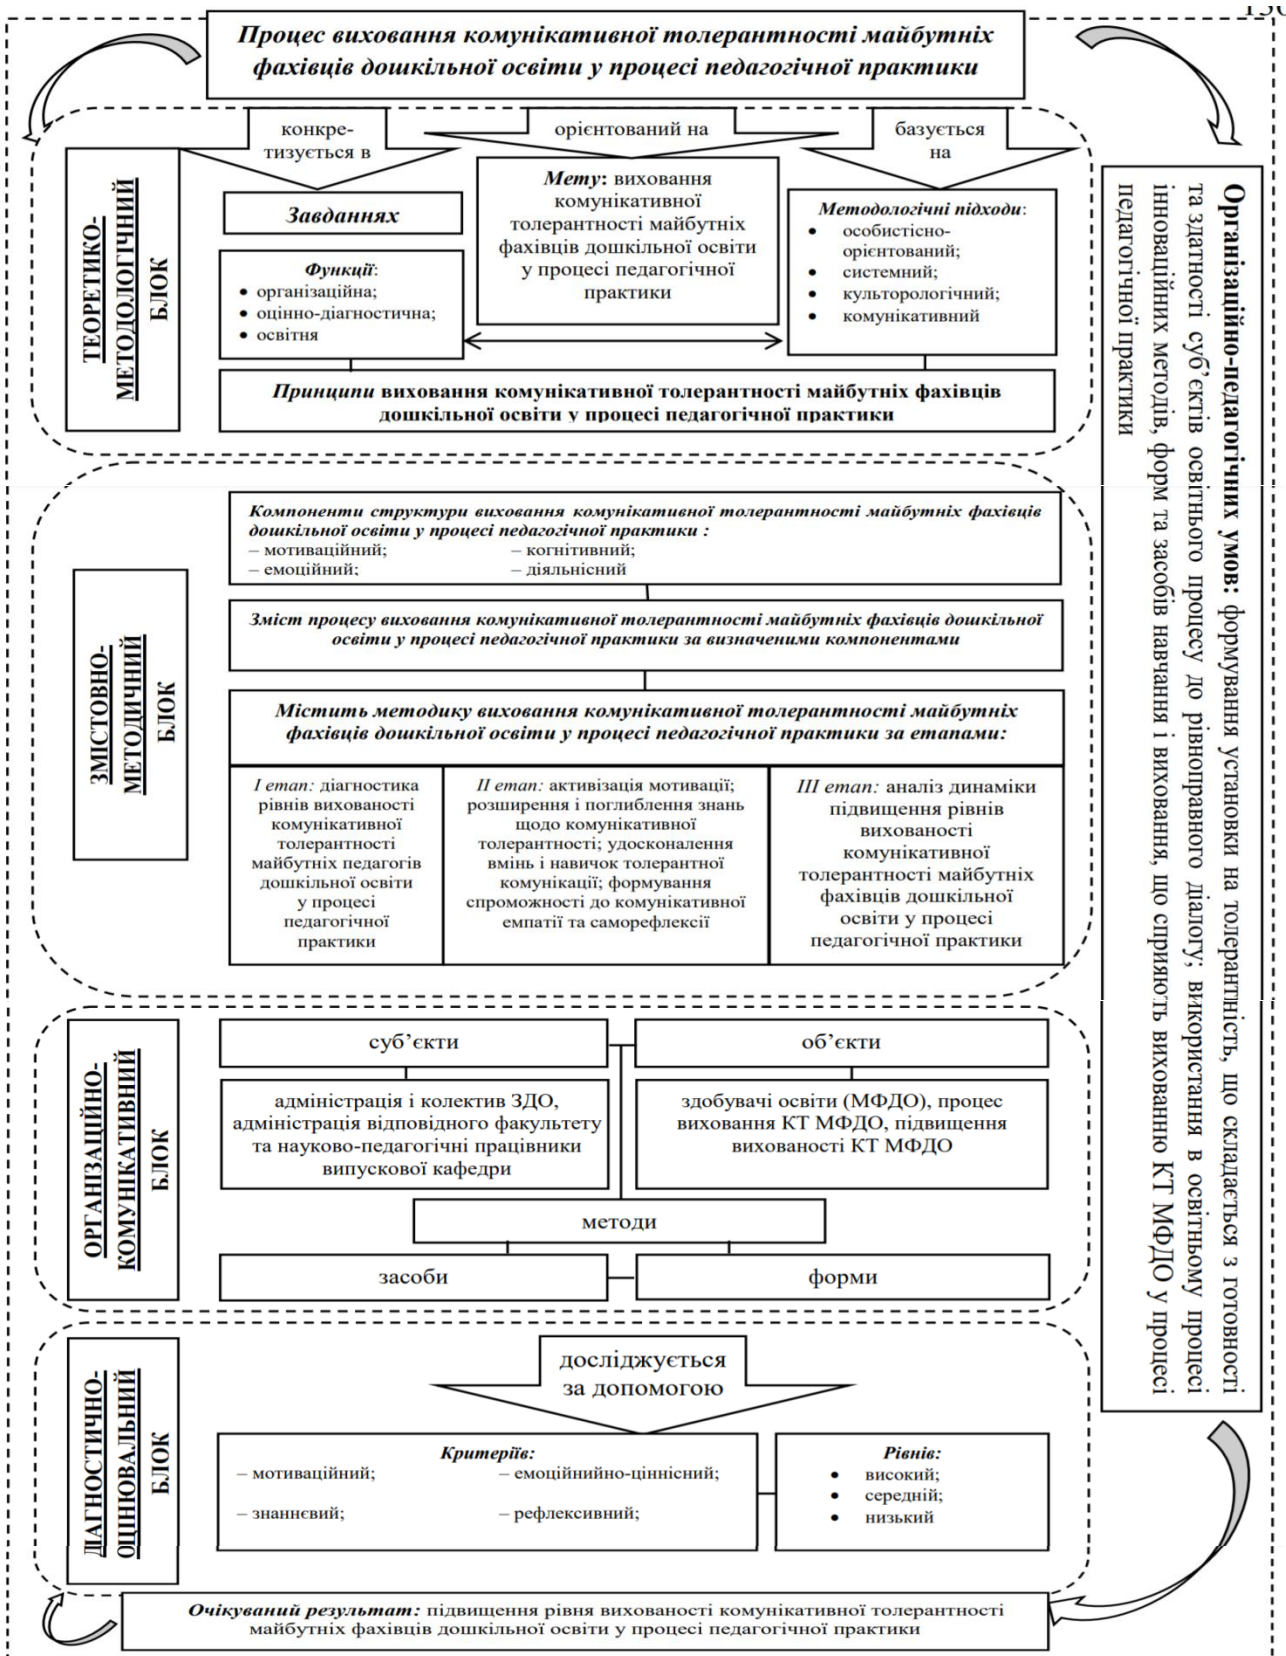 Процес виховання комунікативної толерантності майбутніх
фахівців дошкільної освіти у процесі педагогічної практики
конкре-
тизується в
орієнтований на
базується
на
ТЕОРЕТИКО-
МЕТОДОЛОГІЧНИЙ
БЛОК
Завданнях
Функції:
• організаційна;
• оцінно-діагностична;
• освітня
Мету: виховання
комунікативної
толерантності майбутніх
фахівців дошкільної освіти
у процесі педагогічної
практики
Методологічні підходи:
• особистісно-
орієнтований;
• системний;
• культорологічний;
• комунікативний
Принципи виховання комунікативної толерантності майбутніх фахівців
дошкільної освіти у процесі педагогічної практики
ЗМІСТОВНО-
МЕТОДИЧНИЙ
БЛОК
Компоненти структури виховання комунікативної толерантності майбутніх фахівців
дошкільної освіти у процесі педагогічної практики :
– мотиваційний; – когнітивний;
– емоційний; – діяльнісний
Зміст процесу виховання комунікативної толерантності майбутніх фахівців дошкільної
освіти у процесі педагогічної практики за визначеними компонентами
Містить методику виховання комунікативної толерантності майбутніх
фахівців дошкільної освіти у процесі педагогічної практики за етапами:
I етап: діагностика
рівнів вихованості
комунікативної
толерантності
майбутніх педагогів
дошкільної освіти
у процесі
педагогічної
практики
II етап: активізація мотивації;
розширення і поглиблення знань
щодо комунікативної
толерантності; удосконалення
вмінь і навичок толерантної
комунікації; формування
спроможності до комунікативної
емпатії та саморефлексії
III етап: аналіз динаміки
підвищення рівнів
вихованості
комунікативної
толерантності майбутніх
фахівців дошкільної
освіти у процесі
педагогічної практики
ОРГАНІЗАЦІЙНО-
КОМУНІКАТИВНИЙ
БЛОК
суб’єкти
об’єкти
адміністрація і колектив ЗДО,
адміністрація відповідного факультету
та науково-педагогічні працівники
випускової кафедри
здобувачі освіти (МФДО), процес
виховання КТ МФДО, підвищення
вихованості КТ МФДО
методи
засоби
форми
ДІАГНОСТИЧНО-
ОЦІНЮВАЛЬНИЙ
БЛОК
досліджується
за допомогою
Критеріїв:
– мотиваційний; – емоційнийно-ціннісний;
– знаннєвий; – рефлексивний;
Рівнів:
• високий;
• середній;
• низький
Організаційно-педагогічних умов: формування установки на толерантність, що складається з готовності
та здатності суб’єктів освітнього процесу до рівноправного діалогу; використання в освітньому процесі
інноваційних методів, форм та засобів навчання і виховання, що сприяють вихованню КТ МФДО у процесі
педагогічної практики
Очікуваний результат: підвищення рівня вихованості комунікативної толерантності
майбутніх фахівців дошкільної освіти у процесі педагогічної практики